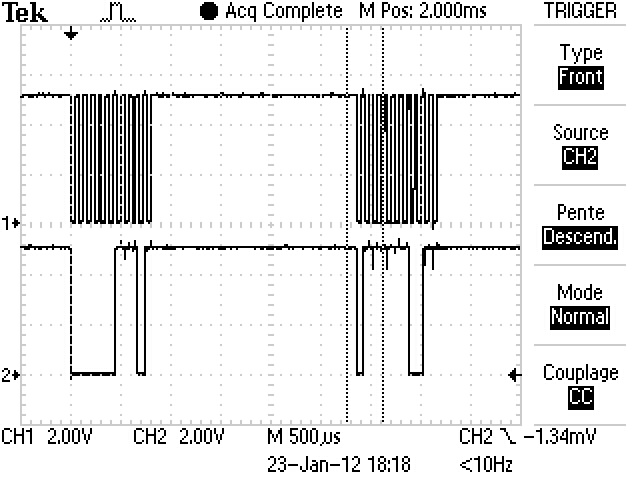 Tek ● Acq Complete M Pos: 2.000ms TRIGGER
Type
Front
Source
CH2
Pente
Descend.
Mode
Normal
Couplage
CC
1
2
CH1 2.00V CH2 2.00V M 500µs CH2 \ -1.34mV
23-Jan-12 18:18 <10Hz